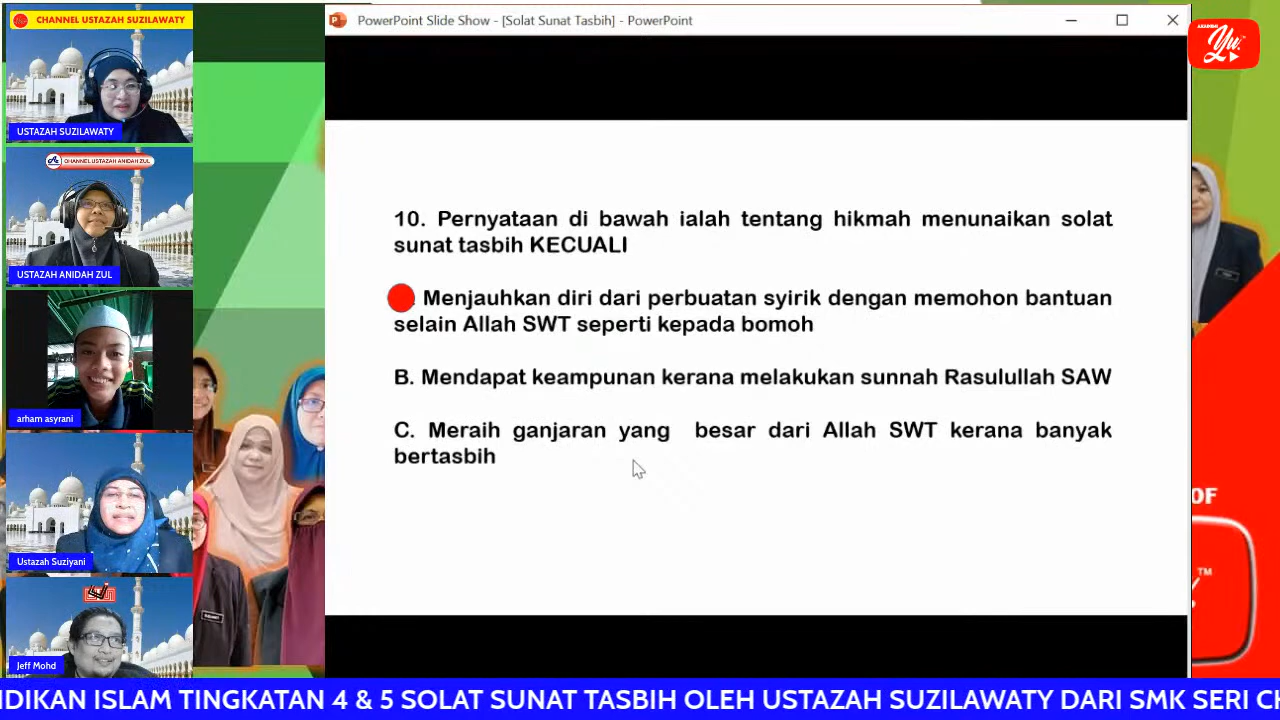 CHANNEL USTAZAH SUZILAWATY
USTAZAH SUZILAWATY
CHANNEL USTAZAH ANIDAH ZUL
USTAZAH ANIDAH ZUL
arham asyrani
Ustazah Suziyani
Jeff Mohd
PowerPoint Slide Show - [Solat Sunat Tasbih] - PowerPoint
10. Pernyataan di bawah ialah tentang hikmah menunaikan solat
sunat tasbih KECUALI
Menjauhkan diri dari perbuatan syirik dengan memohon bantuan
selain Allah SWT seperti kepada bomoh
B. Mendapat keampunan kerana melakukan sunnah Rasulullah SAW
C. Meraih ganjaran yang besar dari Allah SWT kerana banyak
bertasbih
OF
TM
NDIKAN ISLAM TINGKATAN 4 & 5 SOLAT SUNAT TASBIH OLEH USTAZAH SUZILAWATY DARI SMK SERI CH